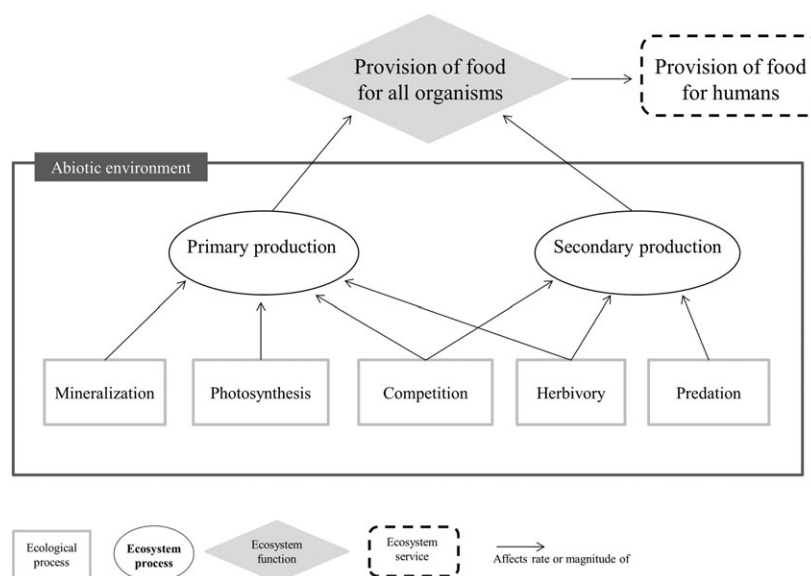 Provision of food
for all organisms
Provision of food
for humans
Abiotic environment
Primary production
Secondary production
Mineralization
Photosynthesis
Competition
Herbivory
Predation
Ecological
process
Ecosystem
process
Ecosystem
function
Ecosystem
service
Affects rate or magnitude of